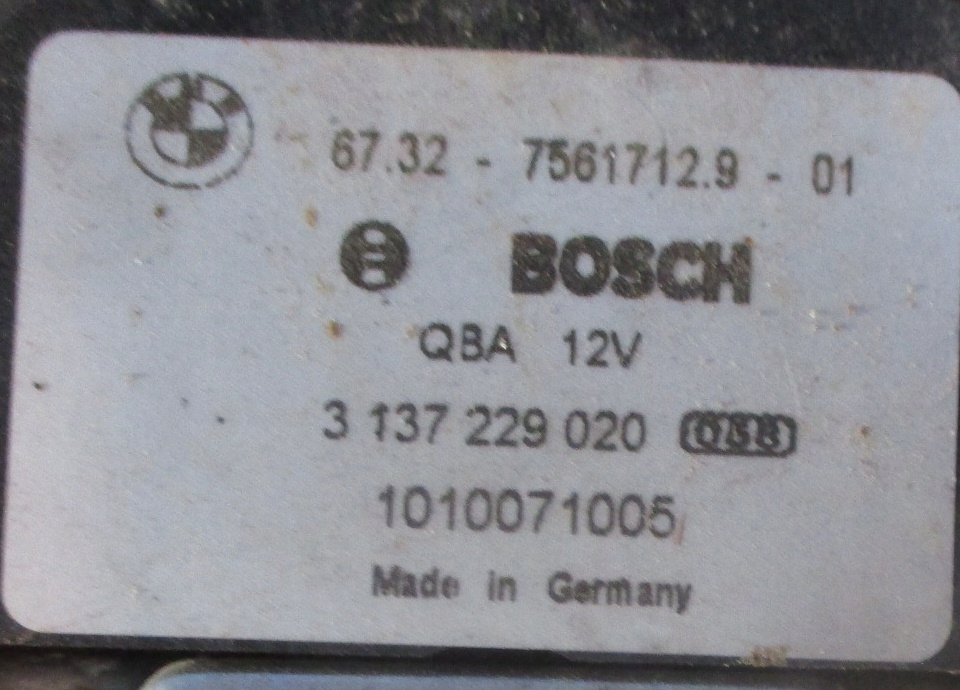 67.32 - 7561712.9 - 01
BOSCH
QBA 12V
3 137 229 020
1010071005
Made in Germany